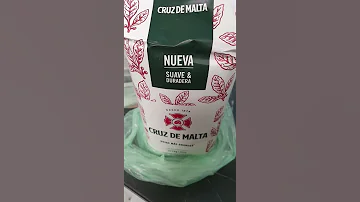 CRUZ DE MALTA
NUEVA
SUAVE &
DURADERA
CRUZ DE MALTA